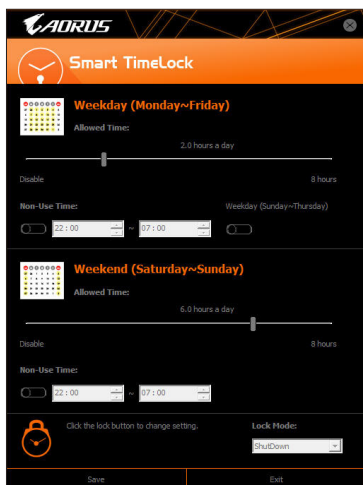 AORUS
Smart TimeLock
Weekday (Monday~Friday)
Allowed Time:
2.0 hours a day
Disable 8 hours
Non-Use Time: Weekday (Sunday~Thursday)
22:00 ~ 07:00
Weekend (Saturday~Sunday)
Allowed Time:
6.0 hours a day
Disable 8 hours
Non-Use Time:
22:00 ~ 07:00
Click the lock button to change setting. Lock Mode:
ShutDown
Save Exit